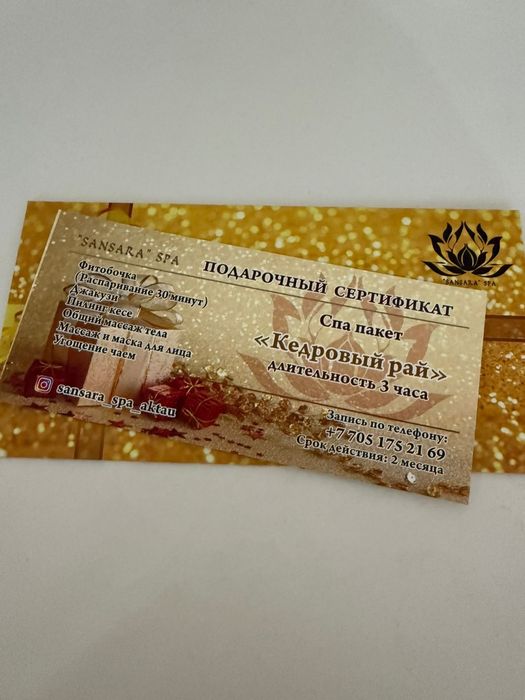 "SANSARA" SPA
"SANSARA" SPA
ПОДАРОЧНЫЙ СЕРТИФИКАТ
Фитобочка
(Распаривание 30 минут)
Джакузи
Пилинг кесе
Общий массаж тела
Массаж и маска для лица
Угощение чаем
Спа пакет
«Кедровый рай»
длительность 3 часа
sansara_spa_aktau
Запись по телефону:
+7 705 175 21 69
Срок действия: 2 месяца